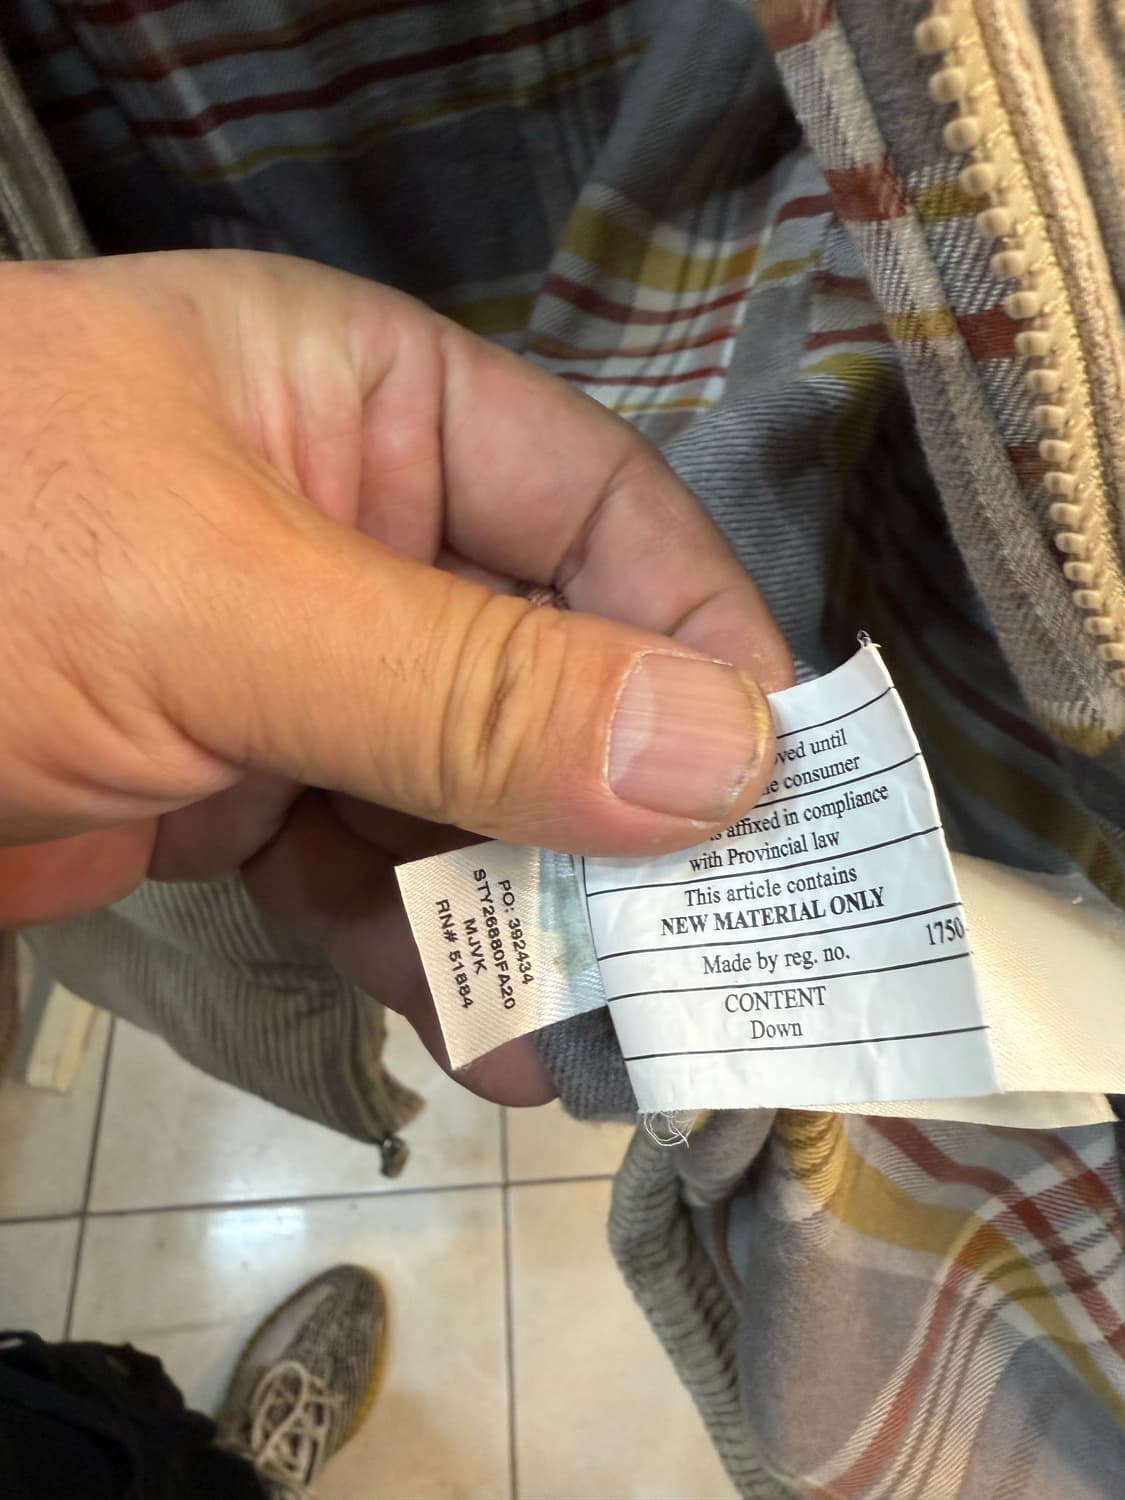 until
consumer
affixed in compliance
with Provincial law
This article contains
NEW MATERIAL ONLY
Made by reg. no. 1750
CONTENT
Down
PO: 392434
STY26880FA20
MJVK
RN# 51884